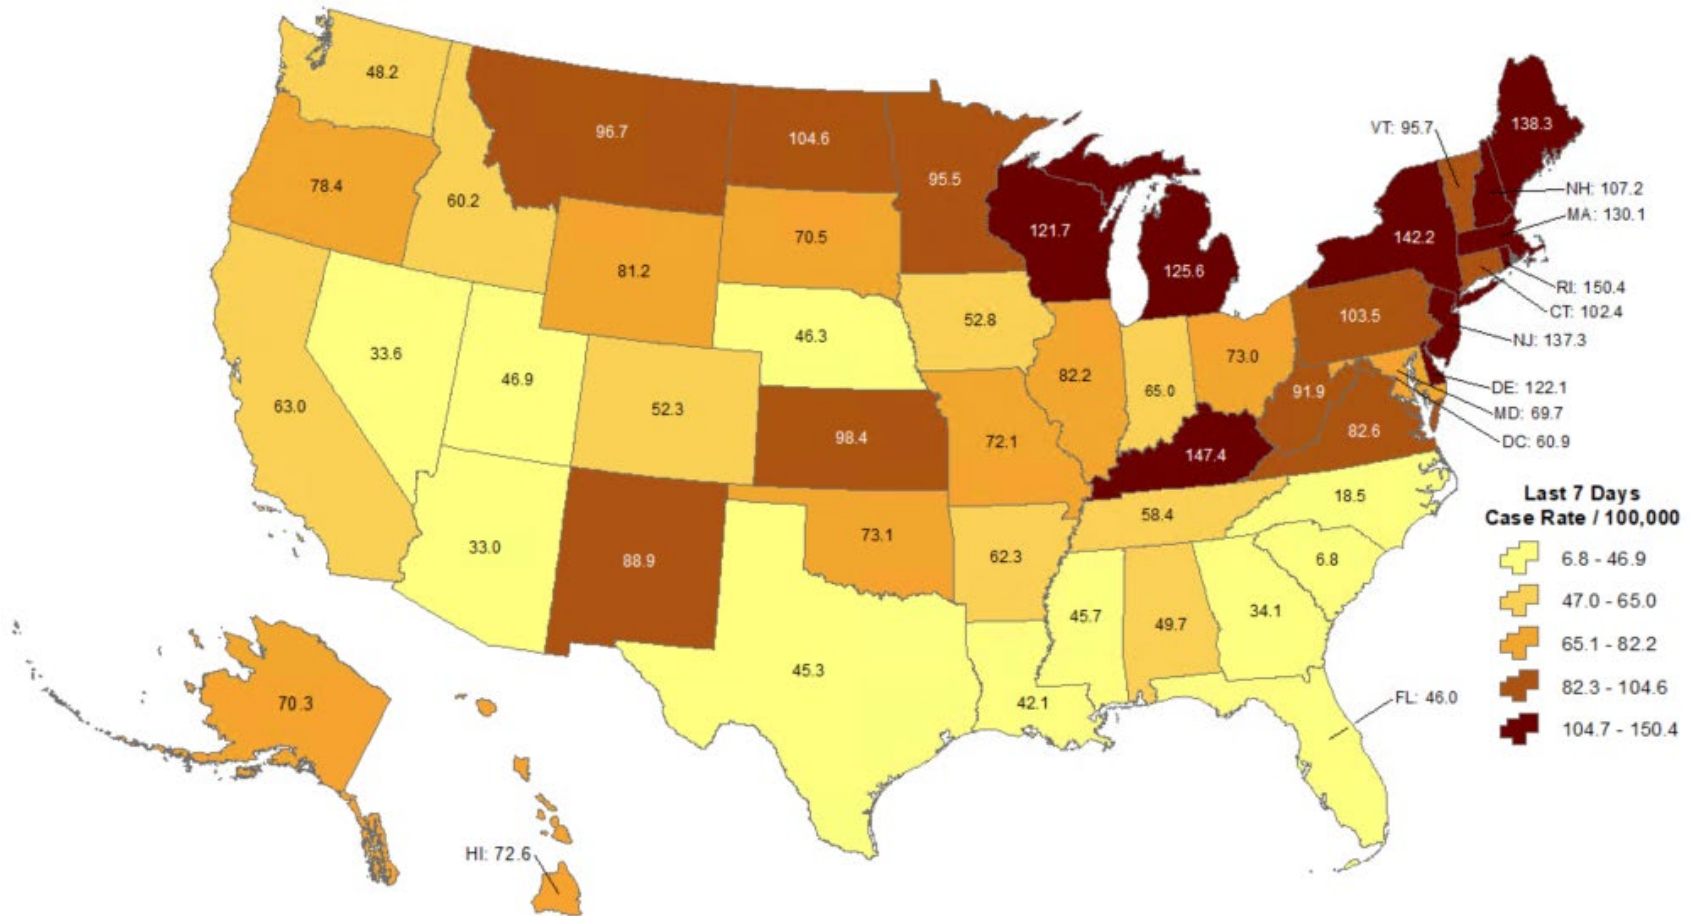 48.2
96.7
104.6
95.5
VT: 95.7
138.3
78.4
60.2
NH: 107.2
MA: 130.1
70.5
121.7
142.2
81.2
125.6
RI: 150.4
CT: 102.4
103.5
NJ: 137.3
46.3
52.8
33.6
73.0
46.9
82.2
65.0
DE: 122.1
91.9
MD: 69.7
63.0
52.3
DC: 60.9
98.4
72.1
82.6
147.4
Last 7 Days
Case Rate / 100,000
18.5
58.4
33.0
73.1
88.9
62.3
6.8
6.8 - 46.9
47.0 - 65.0
65.1 - 82.2
82.3 - 104.6
104.7 - 150.4
45.7
49.7
34.1
45.3
70.3
42.1
FL: 46.0
HI: 72.6